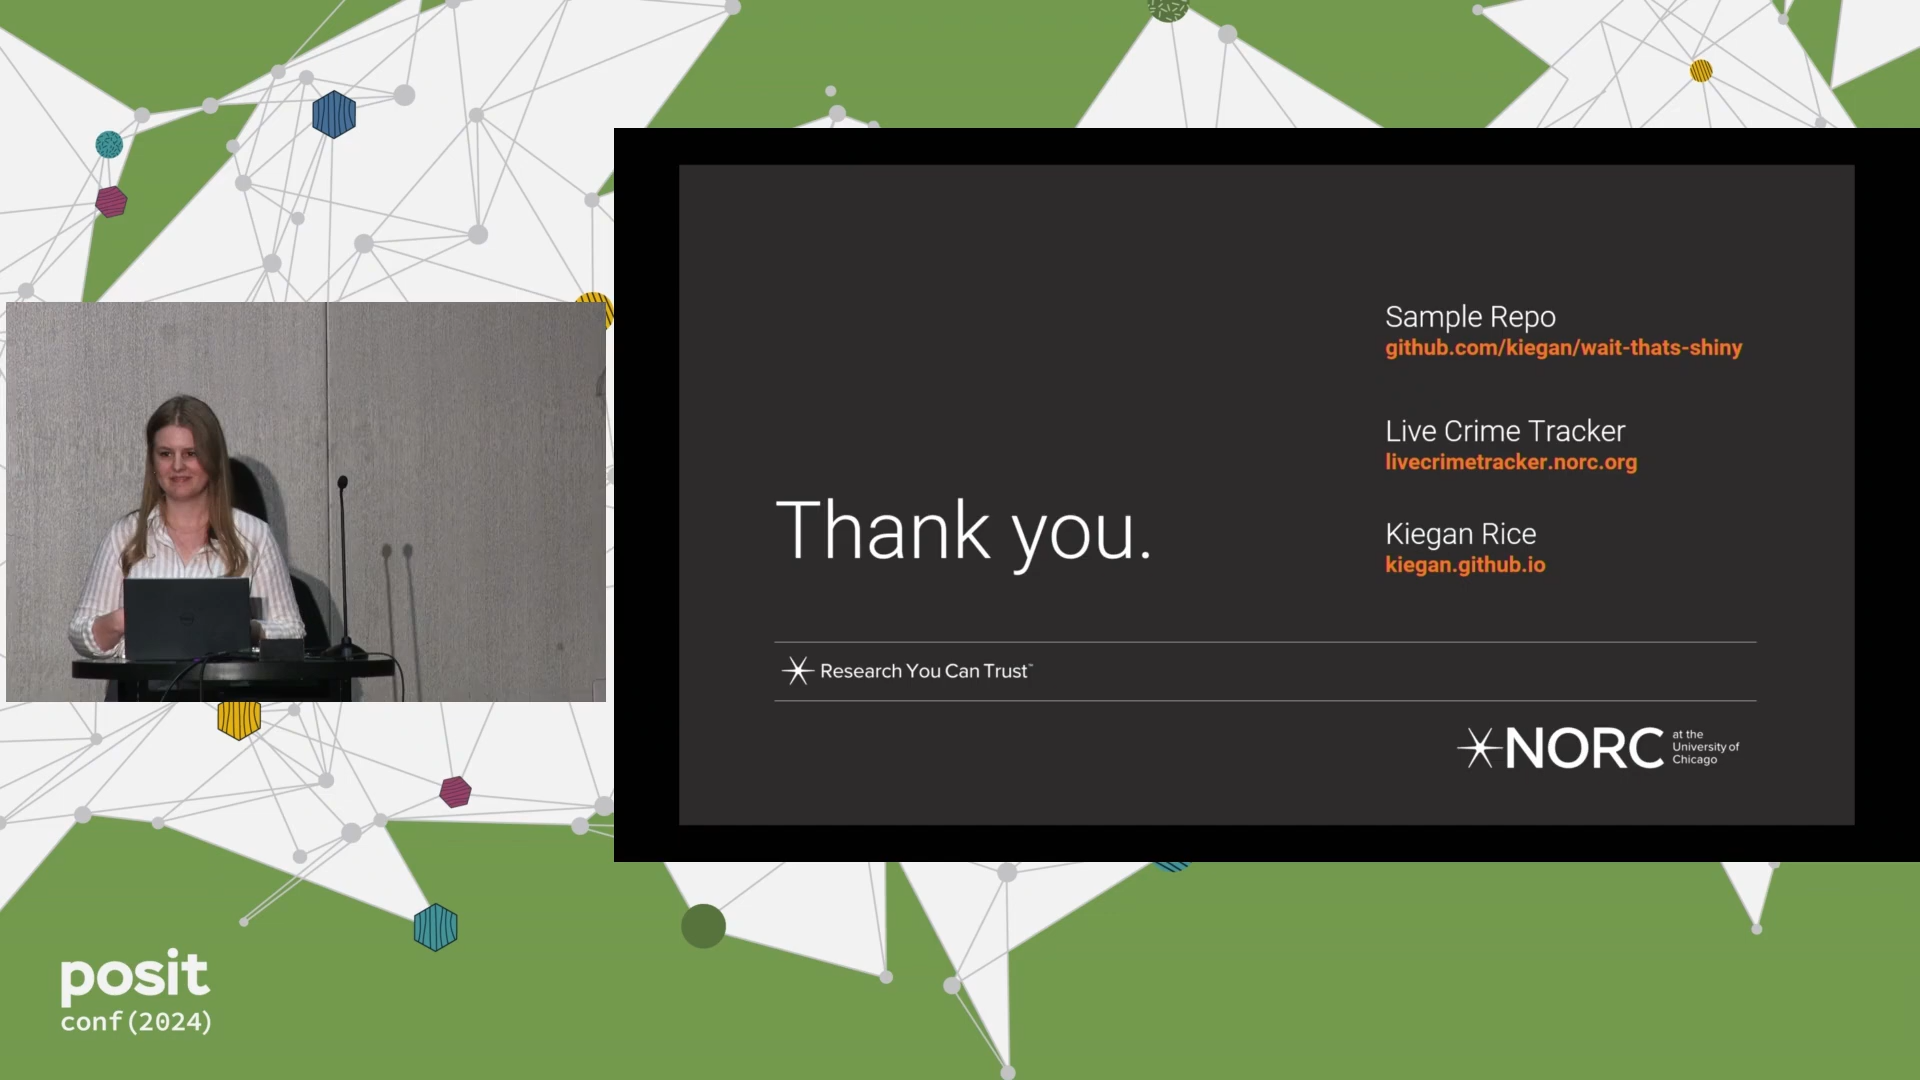 Sample Repo
github.com/kiegan/wait-thats-shiny
Live Crime Tracker
livecrimetracker.norc.org
Thank you.
Kiegan Rice
kiegan.github.io
Research You Can Trust™
NORC
at the
University of
Chicago
posit
conf(2024)